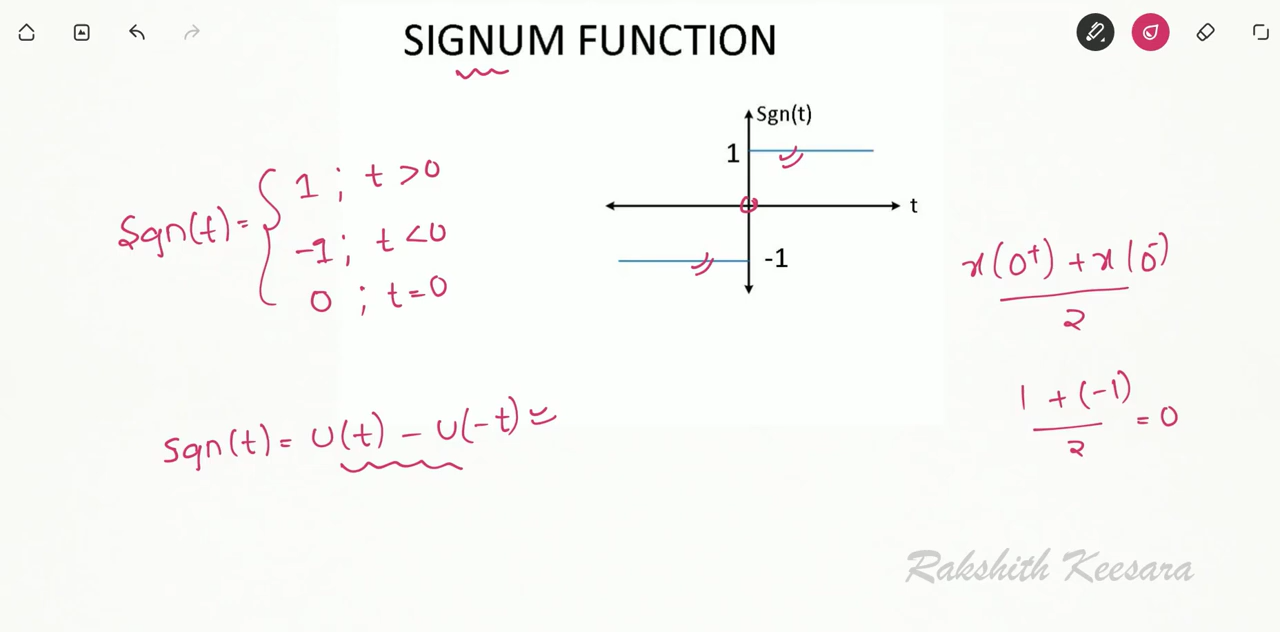 SIGNUM FUNCTION
Sgn(t)
1
t
-1
Sgn(t) = { 1 ; t > 0
-1 ; t < 0
0 ; t = 0
x(0⁺) + x(0⁻)
2
1 + (-1)
2
= 0
Sgn(t) = U(t) - U(-t)
Rakshith Keesara